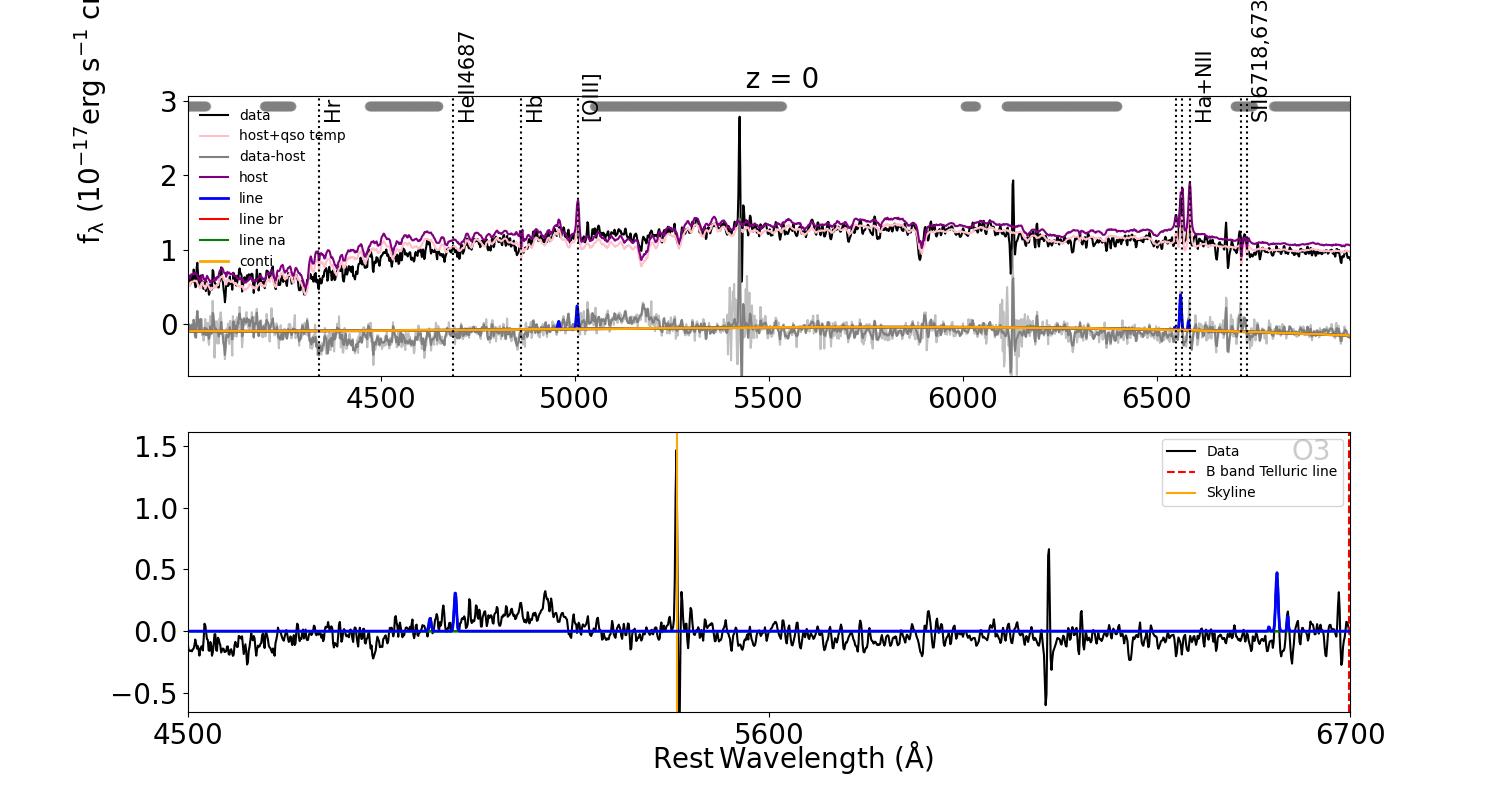 z = 0
f_λ (10^−17 erg s^−1 c
3
2
1
0
data
host+qso temp
data-host
host
line
line br
line na
conti
Hr
HeII4687
Hb
[OIII]
Ha+NII
SII6718,673
4500
5000
5500
6000
6500
1.5
1.0
0.5
0.0
−0.5
O3
Data
B band Telluric line
Skyline
4500
5600
6700
Rest Wavelength (Å)